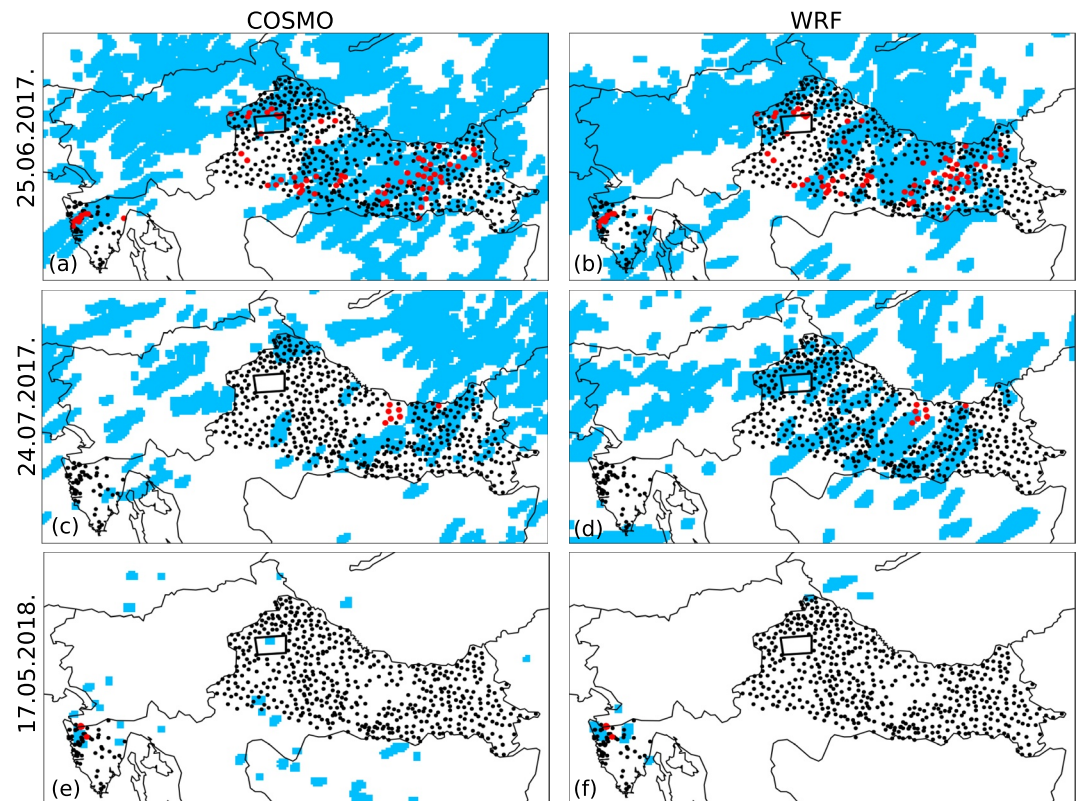 COSMO
WRF
25.06.2017.
(a)
(b)
24.07.2017.
(c)
(d)
17.05.2018.
(e)
(f)